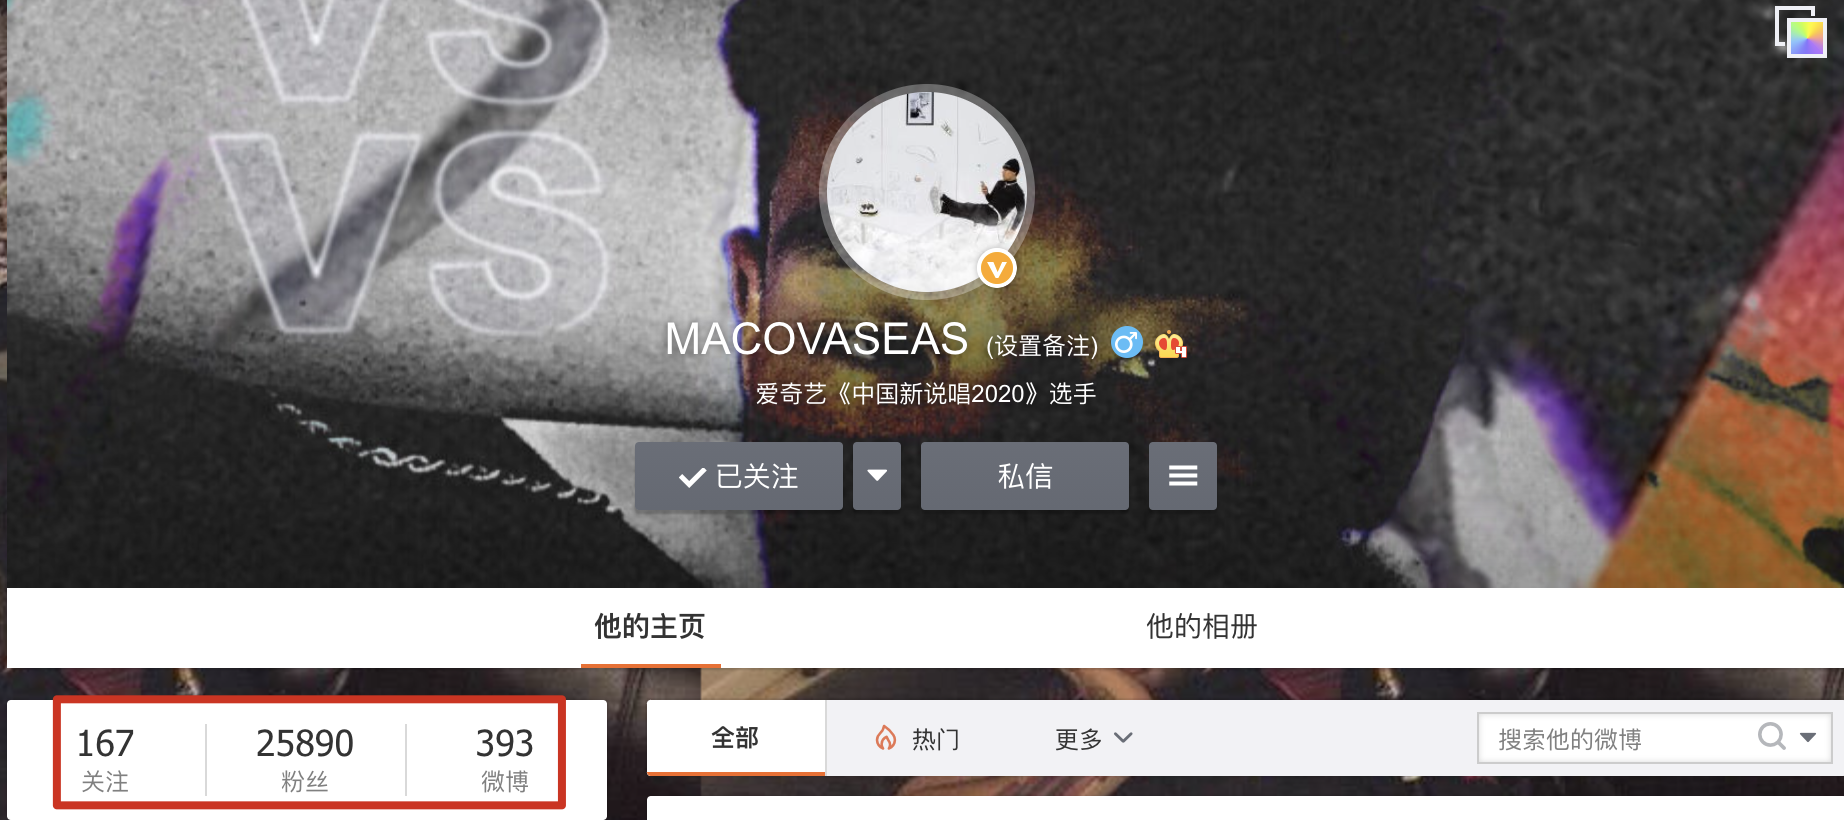 VS
VS
MACOVASEAS (设置备注) 4
爱奇艺《中国新说唱2020》选手
已关注
私信
他的主页
他的相册
167
关注
25890
粉丝
393
微博
全部
热门
更多
搜索他的微博